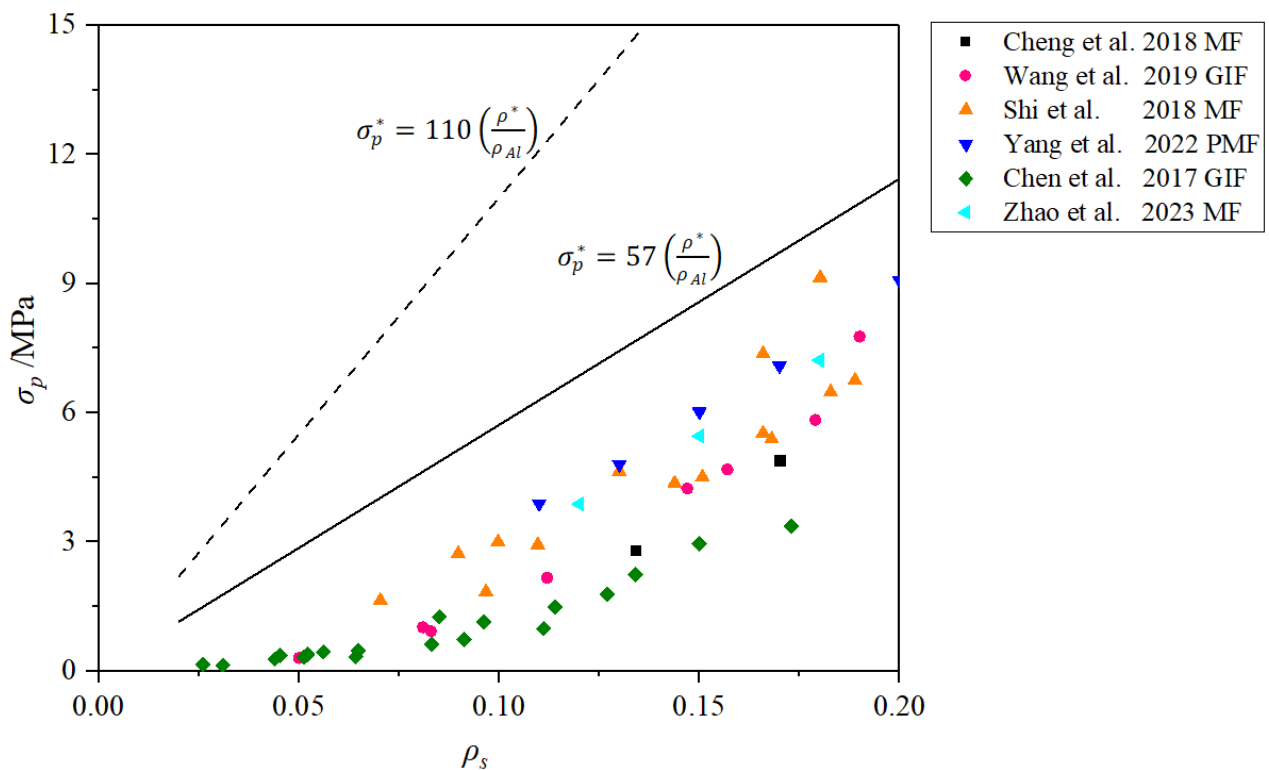 15
12
9
6
3
0
σp /MPa
0.00
0.05
0.10
0.15
0.20
ρs
σp* = 110 (ρ*/ρAl)
σp* = 57 (ρ*/ρAl)
Cheng et al. 2018 MF
Wang et al. 2019 GIF
Shi et al. 2018 MF
Yang et al. 2022 PMF
Chen et al. 2017 GIF
Zhao et al. 2023 MF